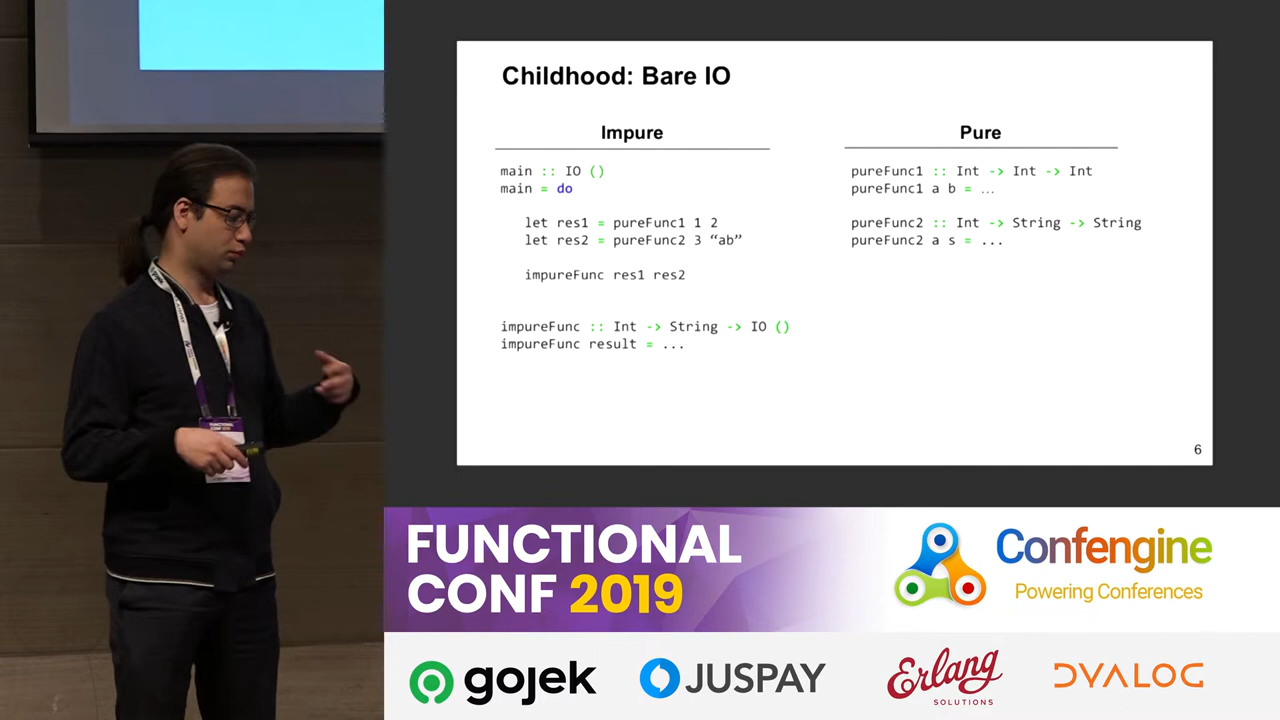 Childhood: Bare IO
Impure
main :: IO ()
main = do
let res1 = pureFunc1 1 2
let res2 = pureFunc2 3 “ab”
impureFunc res1 res2
impureFunc :: Int -> String -> IO ()
impureFunc result = ...
Pure
pureFunc1 :: Int -> Int -> Int
pureFunc1 a b = …
pureFunc2 :: Int -> String -> String
pureFunc2 a s = ...
6
FUNCTIONAL
CONF 2019
Confengine
Powering Conferences
gojek
JUSPAY
Erlang
SOLUTIONS
DYALOG
FUNCTIONAL